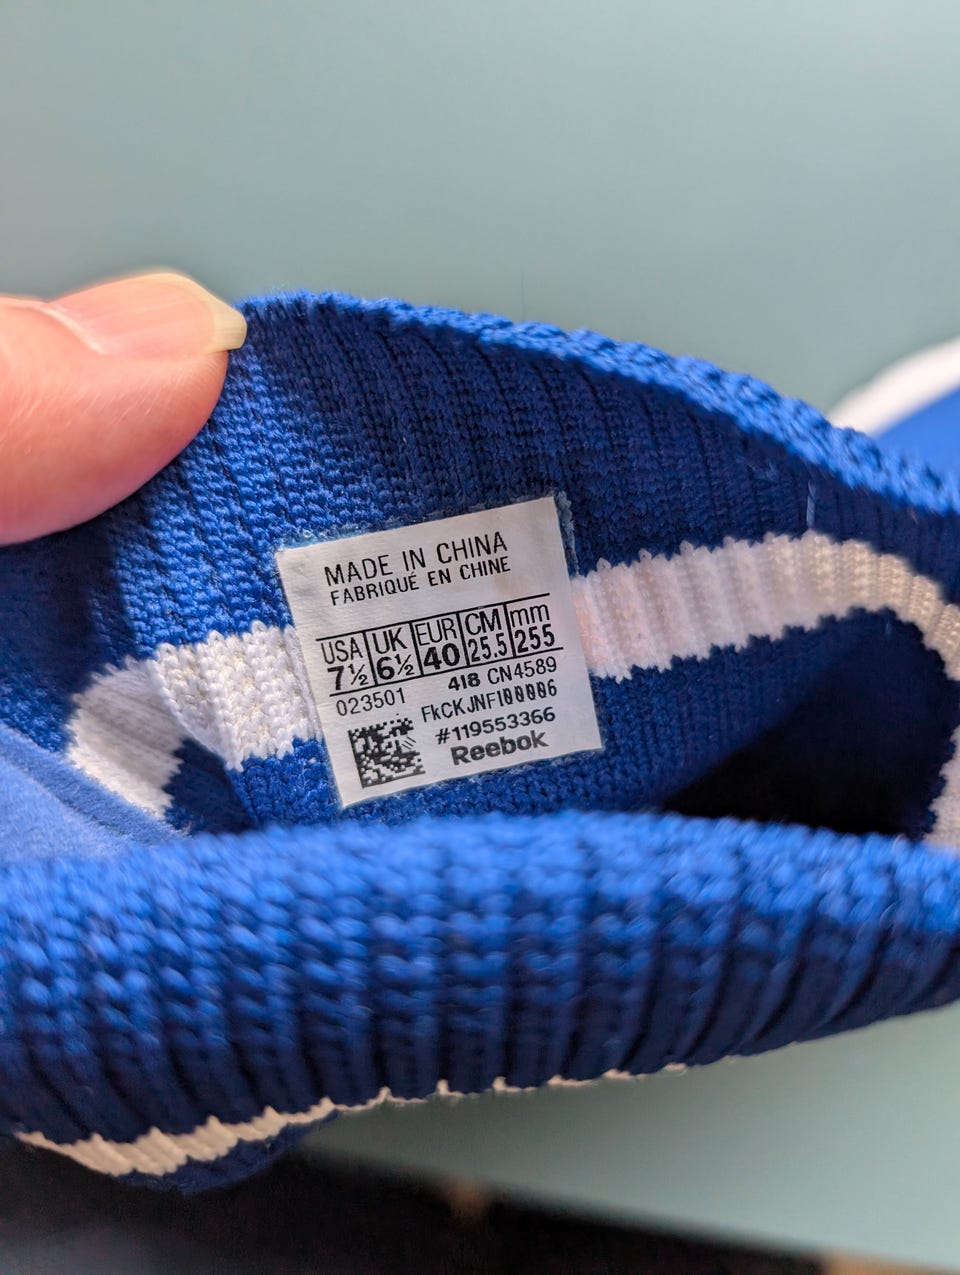 MADE IN CHINA
FABRIQUÉ EN CHINE
USA UK EUR CM mm
7½ 6½ 40 25.5 255
023501 418 CN4589
FkCKJNFI00006
#119553366
Reebok